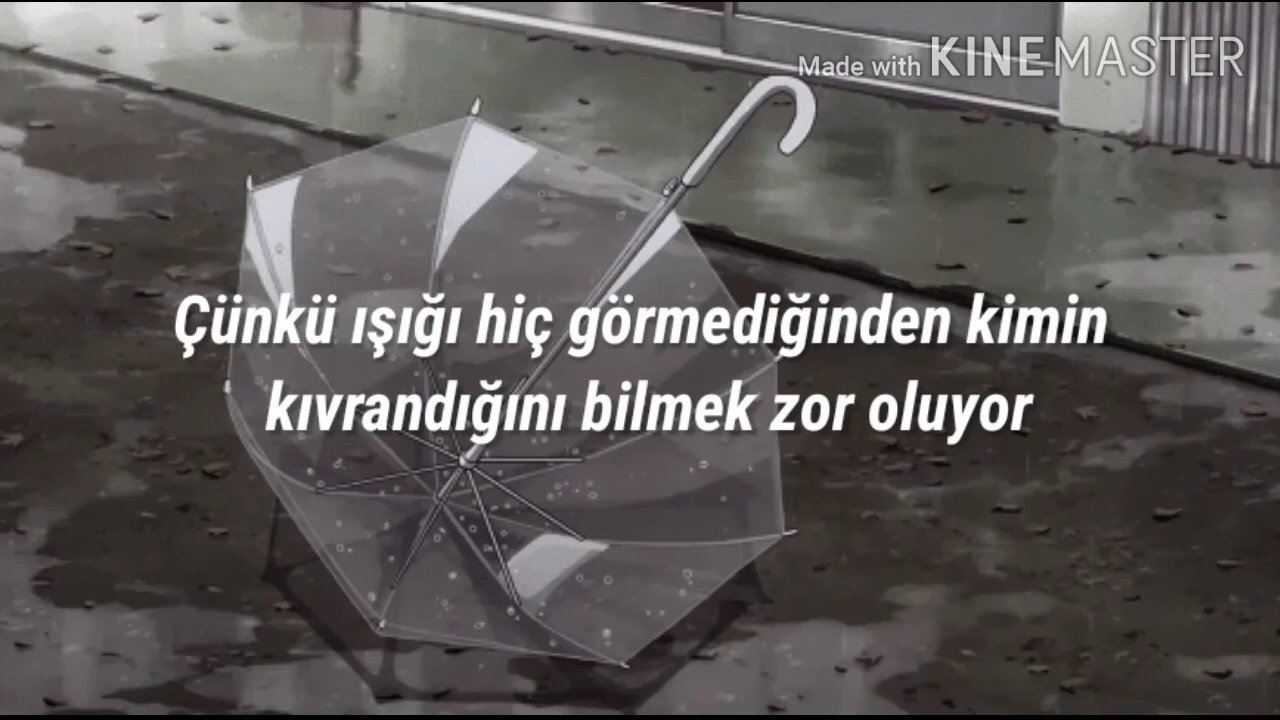 Made with KINEMASTER
Çünkü ışığı hiç görmediğinden kimin
kıvrandığını bilmek zor oluyor